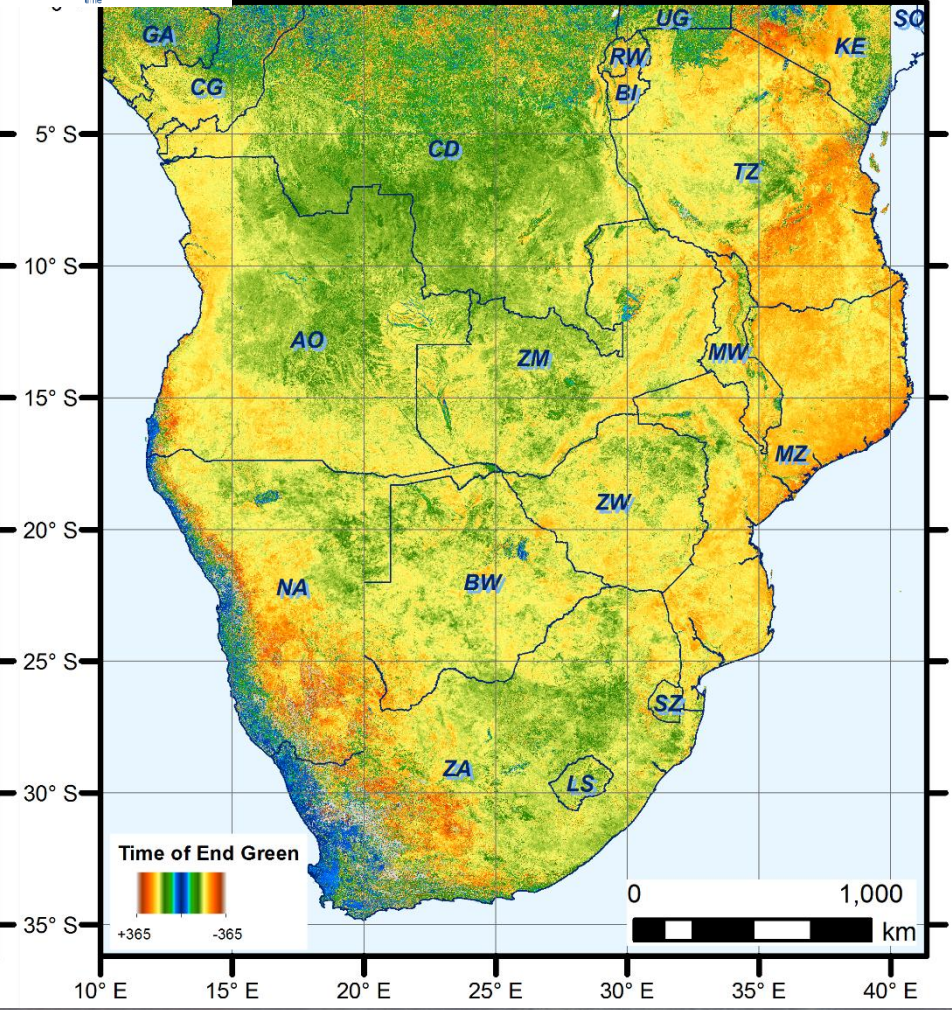 UG
SO
GA
KE
RW
CG
BI
5° S
CD
TZ
10° S
AO
ZM
MW
15° S
MZ
ZW
20° S
NA
BW
25° S
SZ
ZA
LS
30° S
Time of End Green
+365 -365
0 1,000
km
35° S
10° E 15° E 20° E 25° E 30° E 35° E 40° E